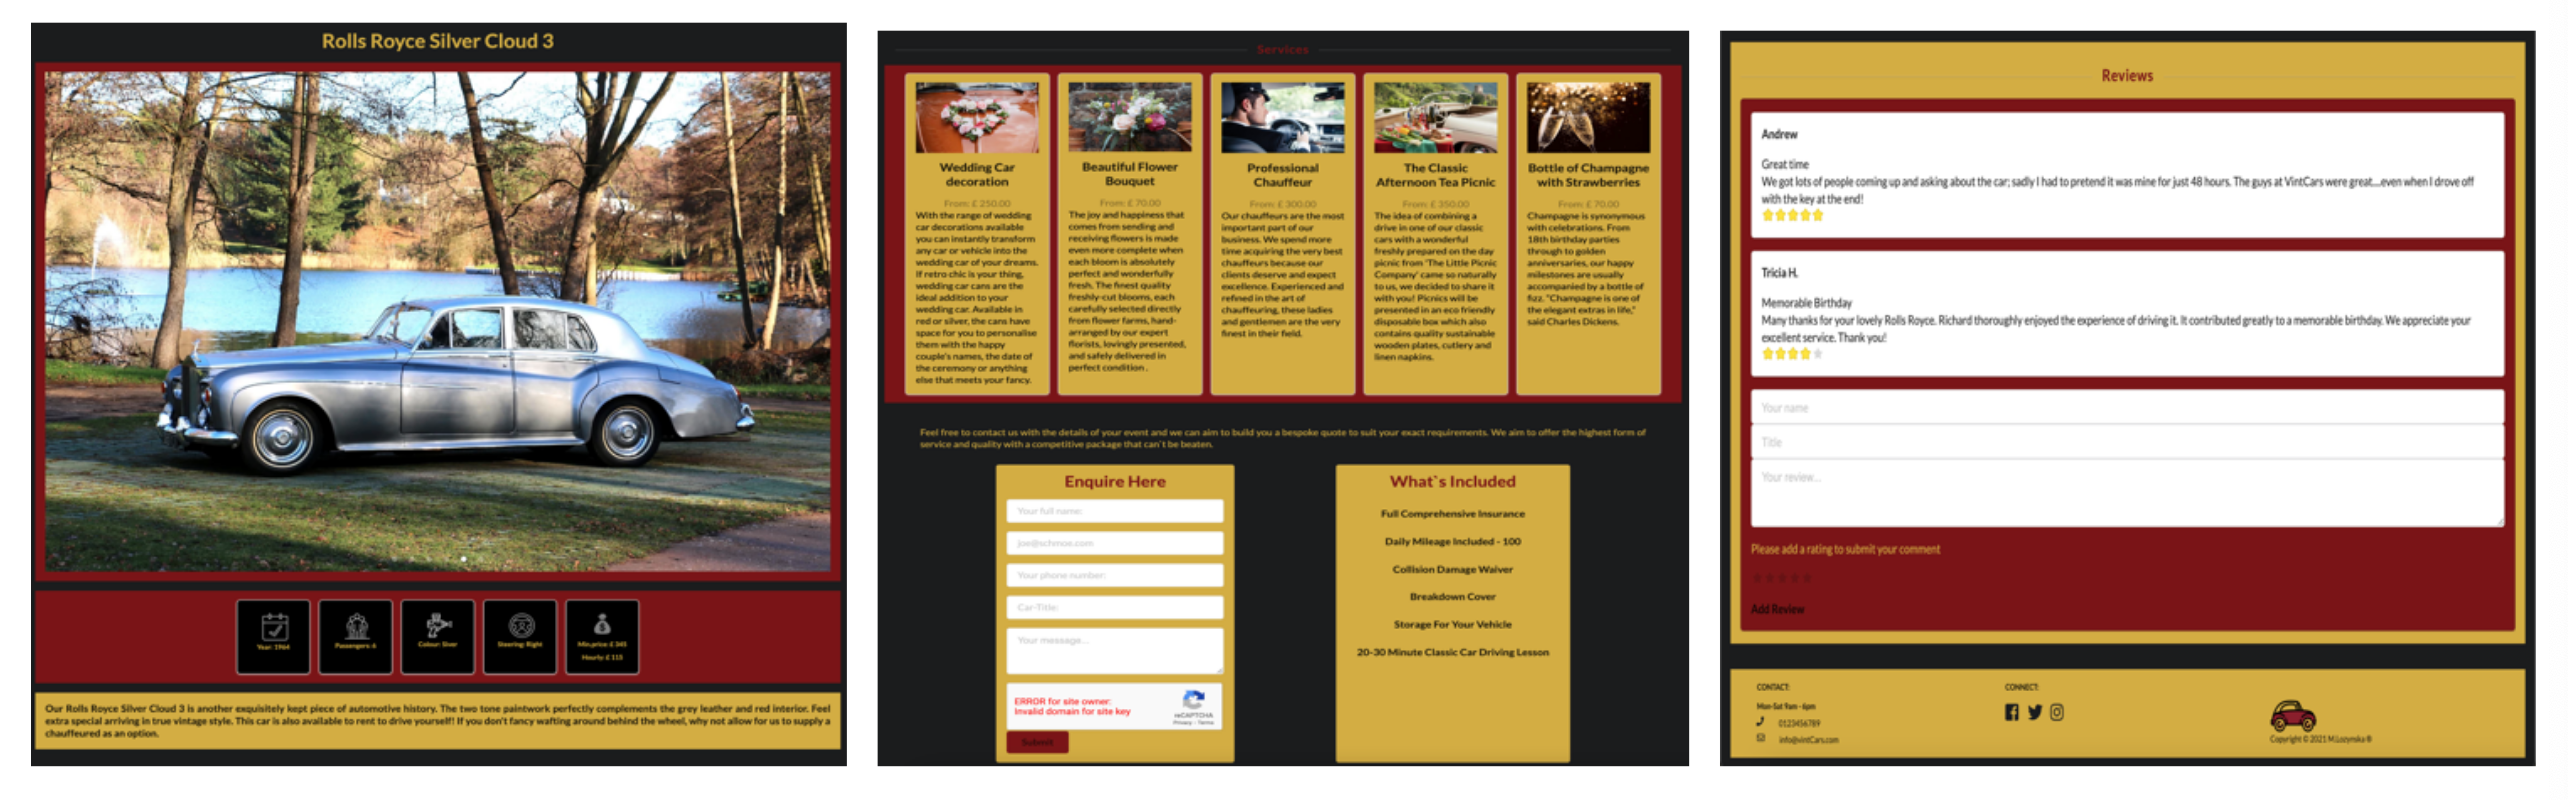 Rolls Royce Silver Cloud 3
Year: 1964
Passengers: 6
Colour: Silver
Steering: Right
Min.price: £ 345
Hourly: £ 115
Our Rolls Royce Silver Cloud 3 is another exquisitely kept piece of automotive history. The two tone paintwork perfectly complements the grey leather and red interior. Feel
extra special arriving in true vintage style. This car is also available to rent to drive yourself! If you don't fancy wafting around behind the wheel, why not allow for us to supply a
chauffeured as an option.
Services
Wedding Car
decoration
From: £ 250.00
With the range of wedding
car decorations available
you can instantly transform
any car or vehicle into the
wedding car of your dreams.
If retro chic is your thing,
wedding car cans are the
ideal addition to your
wedding car. Available in
red or silver, the cans have
space for you to personalise
them with the happy
couple's names, the date of
the ceremony or anything
else that meets your fancy.
Beautiful Flower
Bouquet
From: £ 70.00
The joy and happiness that
comes from sending and
receiving flowers is made
even more complete when
each bloom is absolutely
perfect and wonderfully
fresh. The finest quality
freshly-cut blooms, each
carefully selected directly
from flower farms, hand-
arranged by our expert
florists, lovingly presented,
and safely delivered in
perfect condition .
Professional
Chauffeur
From: £ 300.00
Our chauffeurs are the most
important part of our
business. We spend more
time acquiring the very best
chauffeurs because our
clients deserve and expect
excellence. Experienced and
refined in the art of
chauffeuring, these ladies
and gentlemen are the very
finest in their field.
The Classic
Afternoon Tea Picnic
From: £ 350.00
The idea of combining a
drive in one of our classic
cars with a wonderful
freshly prepared on the day
picnic from 'The Little Picnic
Company' came so naturally
to us, we decided to share it
with you! Picnics will be
presented in an eco friendly
disposable box which also
contains quality sustainable
wooden plates, cutlery and
linen napkins.
Bottle of Champagne
with Strawberries
From: £ 70.00
Champagne is synonymous
with celebrations. From
18th birthday parties
through to golden
anniversaries, our happy
milestones are usually
accompanied by a bottle of
fizz. "Champagne is one of
the elegant extras in life,"
said Charles Dickens.
Feel free to contact us with the details of your event and we can aim to build you a bespoke quote to suit your exact requirements. We aim to offer the highest form of
service and quality with a competitive package that can`t be beaten.
Enquire Here
Your full name:
joe@schmoe.com
Your phone number:
Car-Title:
Your message...
ERROR for site owner:
Invalid domain for site key
reCAPTCHA
Privacy - Terms
Submit
What`s Included
Full Comprehensive Insurance
Daily Mileage Included - 100
Collision Damage Waiver
Breakdown Cover
Storage For Your Vehicle
20-30 Minute Classic Car Driving Lesson
Reviews
Andrew
Great time
We got lots of people coming up and asking about the car; sadly I had to pretend it was mine for just 48 hours. The guys at VintCars were great....even when I drove off
with the key at the end!
Tricia H.
Memorable Birthday
Many thanks for your lovely Rolls Royce. Richard thoroughly enjoyed the experience of driving it. It contributed greatly to a memorable birthday. We appreciate your
excellent service. Thank you!
Your name
Title
Your review...
Please add a rating to submit your comment
Add Review
CONTACT:
Mon-Sat 9am - 6pm
0123456789
info@vintCars.com
CONNECT:
Copyright © 2021 M.Lozynska ®